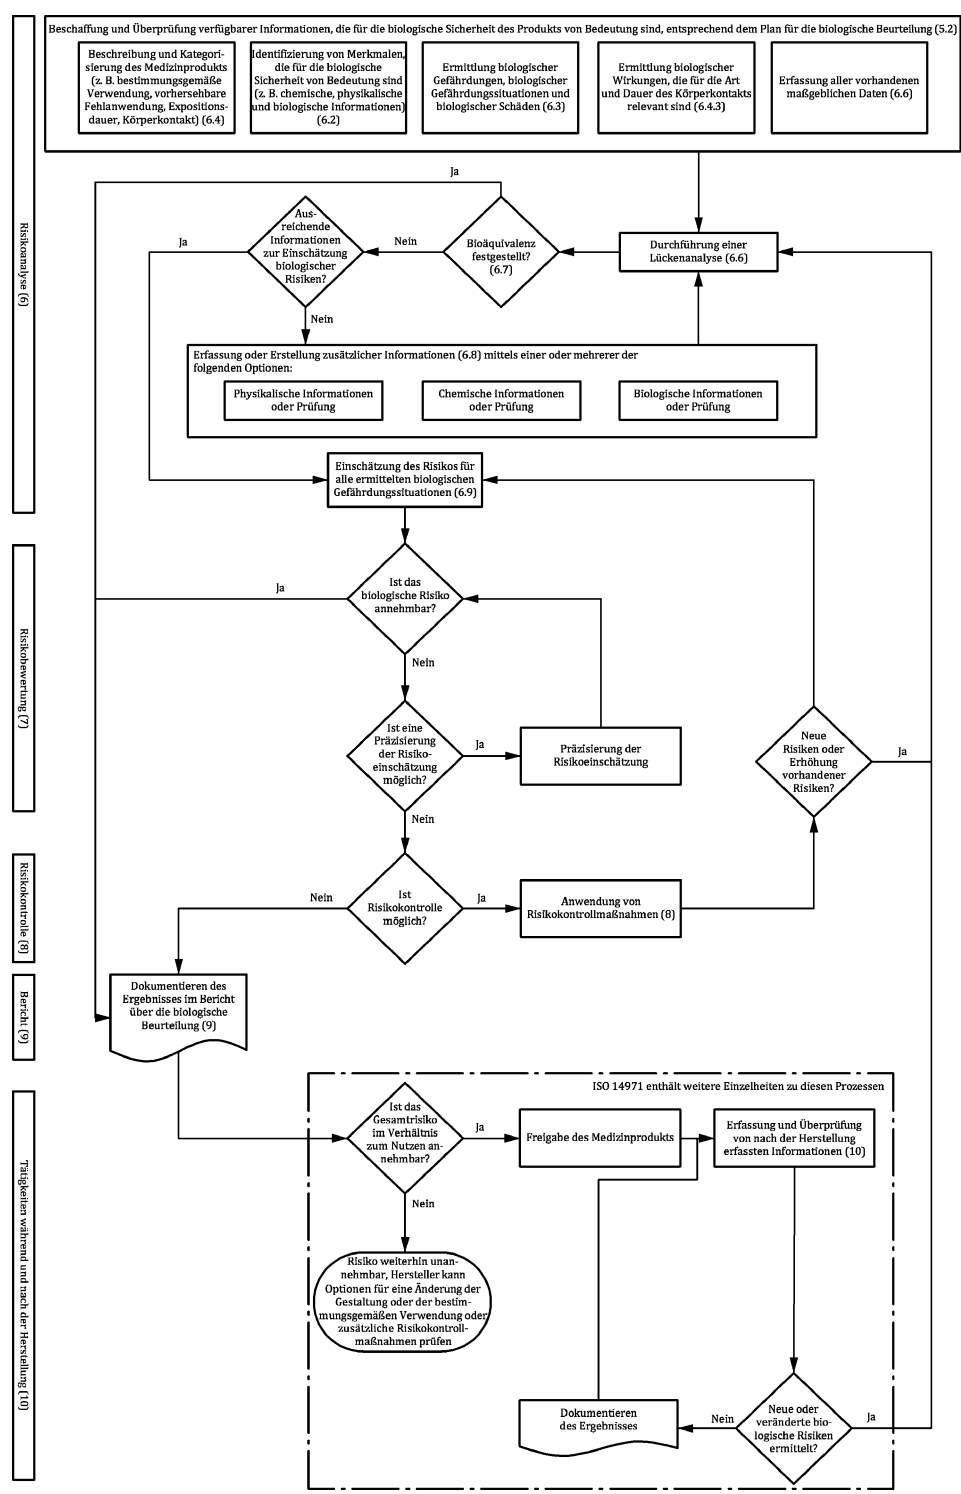 Beschaffung und Überprüfung verfügbarer Informationen, die für die biologische Sicherheit des Produkts von Bedeutung sind, entsprechend dem Plan für die biologische Beurteilung (5.2)
Beschreibung und Kategori-
sierung des Medizinprodukts
(z. B. bestimmungsgemäße
Verwendung, vorhersehbare
Fehlanwendung, Expositions-
dauer, Körperkontakt) (6.4)
Identifizierung von Merkmalen,
die für die biologische
Sicherheit von Bedeutung sind
(z. B. chemische, physikalische
und biologische Informationen)
(6.2)
Ermittlung biologischer
Gefährdungen, biologischer
Gefährdungssituationen und
biologischer Schäden (6.3)
Ermittlung biologischer
Wirkungen, die für die Art
und Dauer des Körperkontakts
relevant sind (6.4.3)
Erfassung aller vorhandenen
maßgeblichen Daten (6.6)
Risikoanalyse (6)
Ja
Durchführung einer
Lückenanalyse (6.6)
Bioäquivalenz
festgestellt?
(6.7)
Nein
Aus-
reichende
Informationen
zur Einschätzung
biologischer
Risiken?
Ja
Nein
Erfassung oder Erstellung zusätzlicher Informationen (6.8) mittels einer oder mehrerer der
folgenden Optionen:
Physikalische Informationen
oder Prüfung
Chemische Informationen
oder Prüfung
Biologische Informationen
oder Prüfung
Einschätzung des Risikos für
alle ermittelten biologischen
Gefährdungssituationen (6.9)
Risikobewertung (7)
Ist das
biologische Risiko
annehmbar?
Ja
Nein
Ist eine
Präzisierung
der Risiko-
einschätzung
möglich?
Ja
Präzisierung der
Risikoeinschätzung
Neue
Risiken oder
Erhöhung
vorhandener
Risiken?
Ja
Nein
Risikokontrolle (8)
Ist
Risikokontrolle
möglich?
Nein
Ja
Anwendung von
Risikokontrollmaßnahmen (8)
Bericht (9)
Dokumentieren des
Ergebnisses im Bericht
über die biologische
Beurteilung (9)
Tätigkeiten während und nach der Herstellung (10)
ISO 14971 enthält weitere Einzelheiten zu diesen Prozessen
Ist das
Gesamtrisiko
im Verhältnis
zum Nutzen an-
nehmbar?
Ja
Freigabe des Medizinprodukts
Erfassung und Überprüfung
von nach der Herstellung
erfassten Informationen (10)
Nein
Risiko weiterhin unan-
nehmbar, Hersteller kann
Optionen für eine Änderung der
Gestaltung oder der bestim-
mungsgemäßen Verwendung oder
zusätzliche Risikokontroll-
maßnahmen prüfen
Dokumentieren
des Ergebnisses
Nein
Neue oder
veränderte bio-
logische Risiken
ermittelt?
Ja